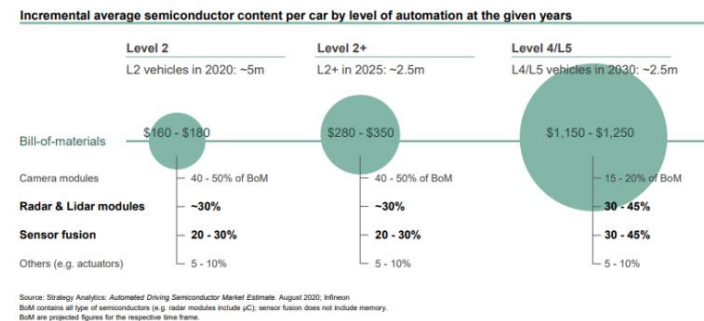 Incremental average semiconductor content per car by level of automation at the given years
Level 2
L2 vehicles in 2020: ~5m
Level 2+
L2+ in 2025: ~2.5m
Level 4/L5
L4/L5 vehicles in 2030: ~2.5m
Bill-of-materials $160 - $180 $280 - $350 $1,150 - $1,250
Camera modules 40 - 50% of BoM 40 - 50% of BoM 15 - 20% of BoM
Radar & Lidar modules ~30% ~30% 30 - 45%
Sensor fusion 20 - 30% 20 - 30% 30 - 45%
Others (e.g. actuators) 5 - 10% 5 - 10% 5 - 10%
Source: Strategy Analytics: Automated Driving Semiconductor Market Estimate. August 2020; Infineon
BoM contains all type of semiconductors (e.g. radar modules include µC); sensor fusion does not include memory.
BoM are projected figures for the respective time frame.